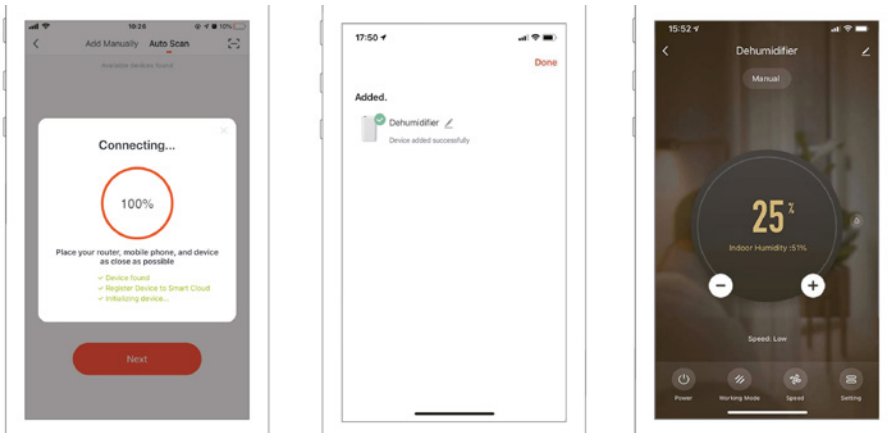 10:26
10%
Add Manually Auto Scan
Available devices found
Connecting...
100%
Place your router, mobile phone, and device
as close as possible
✓ Device found
✓ Register Device to Smart Cloud
✓ Initializing device...
Next
17:50
Done
Added.
Dehumidifier
Device added successfully
15:52
Dehumidifier
Manual
25%
Indoor Humidity :51%
Speed: Low
Power Working Mode Speed Setting